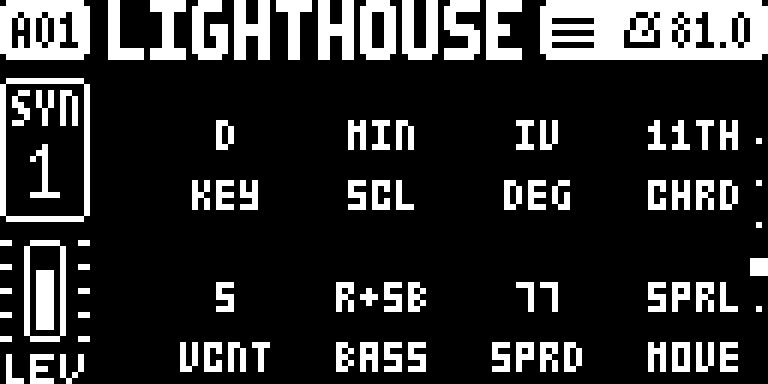 A01 LIGHTHOUSE 81.0
SYN
1
D MIN IV 11TH
KEY SCL DEG CHRD
5 R+5B 77 SPRL
VCNT BASS SPRD MOVE
LEV